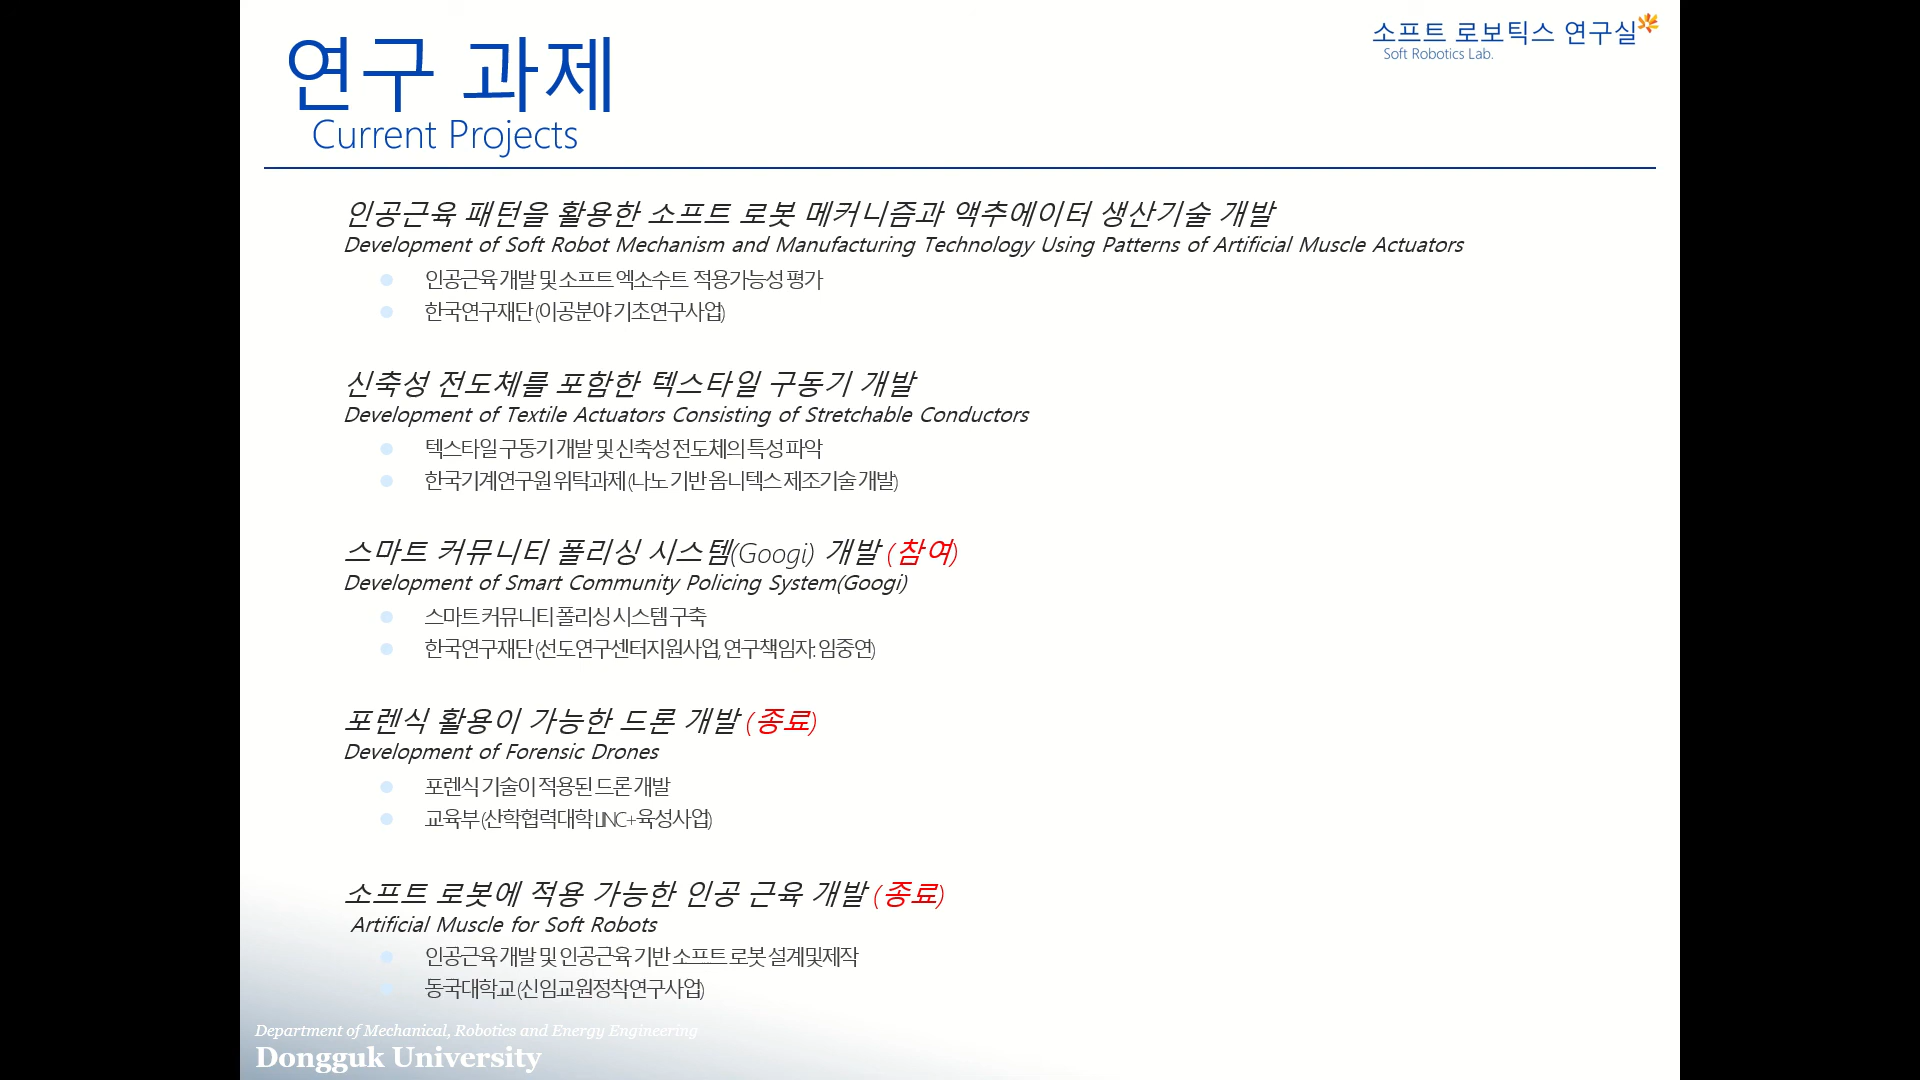 연구 과제
Current Projects
소프트 로보틱스 연구실
Soft Robotics Lab.
인공근육 패턴을 활용한 소프트 로봇 메커니즘과 액추에이터 생산기술 개발
Development of Soft Robot Mechanism and Manufacturing Technology Using Patterns of Artificial Muscle Actuators
인공근육 개발 및 소프트 엑소수트 적용가능성 평가
한국연구재단 (이공분야 기초연구사업)
신축성 전도체를 포함한 텍스타일 구동기 개발
Development of Textile Actuators Consisting of Stretchable Conductors
텍스타일 구동기 개발 및 신축성 전도체의 특성 파악
한국기계연구원 위탁과제 (나노 기반 옴니텍스 제조기술 개발)
스마트 커뮤니티 폴리싱 시스템(Googi) 개발 (참여)
Development of Smart Community Policing System(Googi)
스마트 커뮤니티 폴리싱 시스템 구축
한국연구재단 (선도연구센터지원사업, 연구책임자: 임중연)
포렌식 활용이 가능한 드론 개발 (종료)
Development of Forensic Drones
포렌식 기술이 적용된 드론 개발
교육부 (산학협력대학 LINC+ 육성사업)
소프트 로봇에 적용 가능한 인공 근육 개발 (종료)
Artificial Muscle for Soft Robots
인공근육 개발 및 인공근육 기반 소프트 로봇 설계및제작
동국대학교 (신임교원정착연구사업)
Department of Mechanical, Robotics and Energy Engineering
Dongguk University